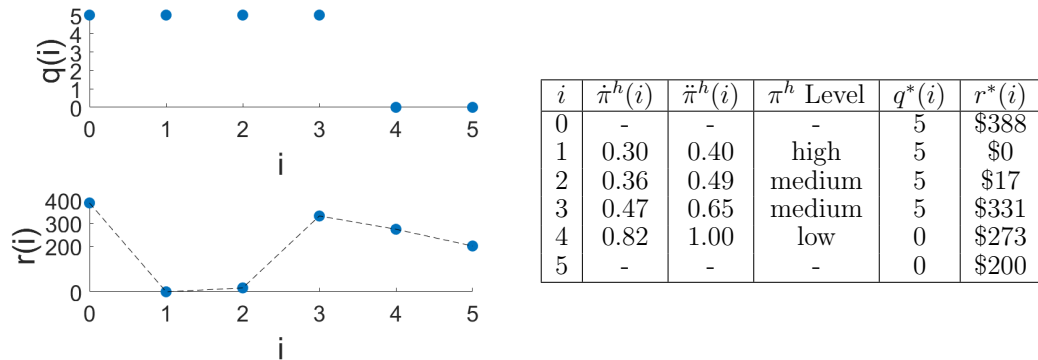 q(i)
5
4
3
2
1
0
0 1 2 3 4 5
i
r(i)
400
300
200
0
0 1 2 3 4 5
i
i π̇ʰ(i) π̈ʰ(i) πʰ Level q*(i) r*(i)
0 - - - 5 $388
1 0.30 0.40 high 5 $0
2 0.36 0.49 medium 5 $17
3 0.47 0.65 medium 5 $331
4 0.82 1.00 low 0 $273
5 - - - 0 $200